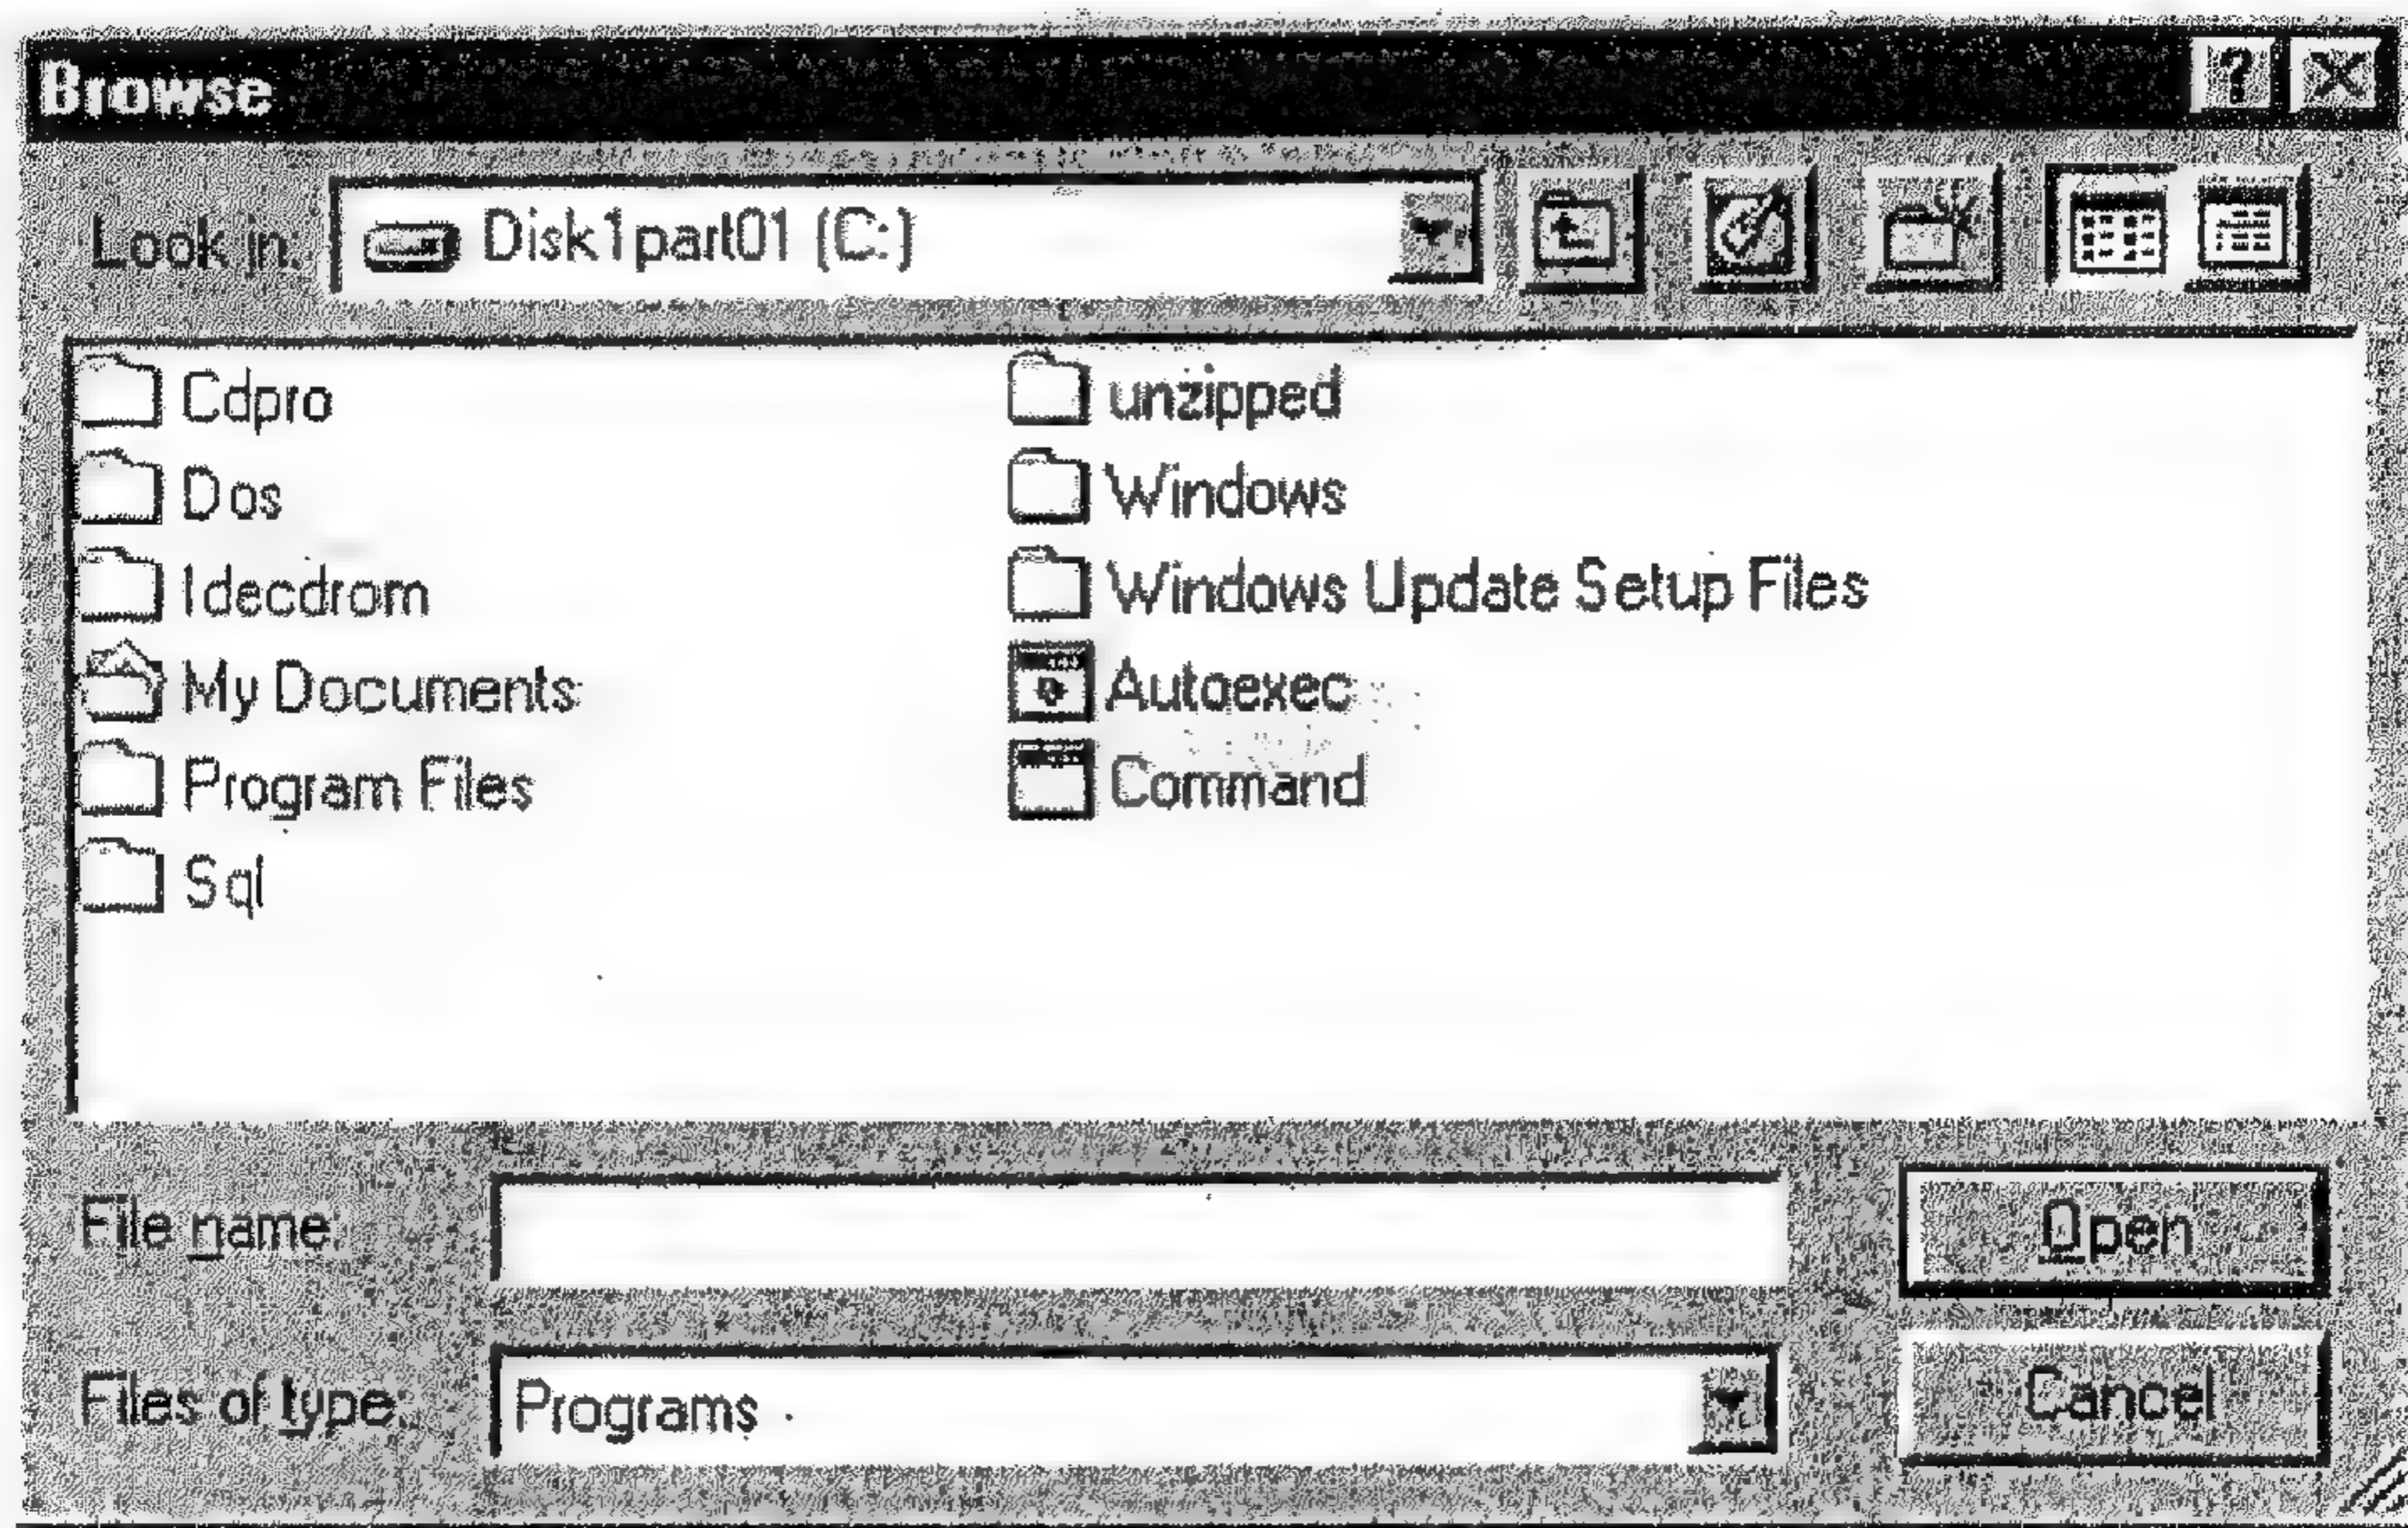 Browse
Look in: Disk1part01 (C:)
Cdpro
Dos
Idecdrom
My Documents
Program Files
Sql
unzipped
Windows
Windows Update Setup Files
Autoexec
Command
File name:
Open
Files of type: Programs
Cancel